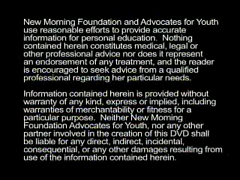 New Morning Foundation and Advocates for Youth
use reasonable efforts to provide accurate
information for personal education. Nothing
contained herein constitutes medical, legal or
other professional advice nor does it represent
an endorsement of any treatment, and the reader
is encouraged to seek advice from a qualified
professional regarding her particular needs.
Information contained herein is provided without
warranty of any kind, express or implied, including
warranties of merchantability or fitness for a
particular purpose. Neither New Morning
Foundation Advocates for Youth, nor any other
partner involved in the creation of this DVD shall
be liable for any direct, indirect, incidental,
consequential, or any other damages resulting from
use of the information contained herein.